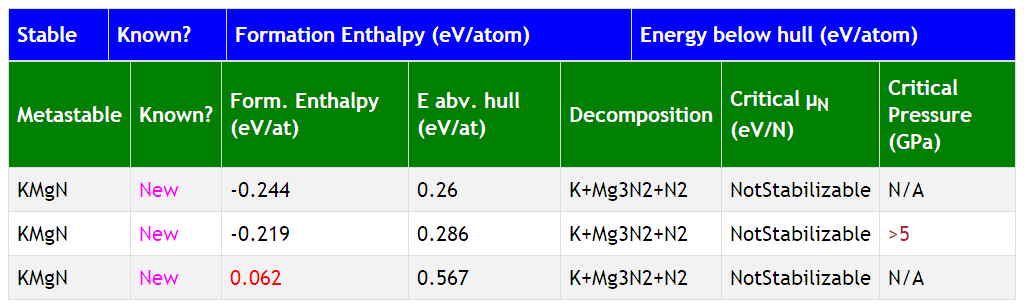 Stable Known? Formation Enthalpy (eV/atom) Energy below hull (eV/atom)
Metastable Known? Form. Enthalpy (eV/at) E abv. hull (eV/at) Decomposition Critical μN (eV/N) Critical Pressure (GPa)
KMgN New -0.244 0.26 K+Mg3N2+N2 NotStabilizable N/A
KMgN New -0.219 0.286 K+Mg3N2+N2 NotStabilizable >5
KMgN New 0.062 0.567 K+Mg3N2+N2 NotStabilizable N/A